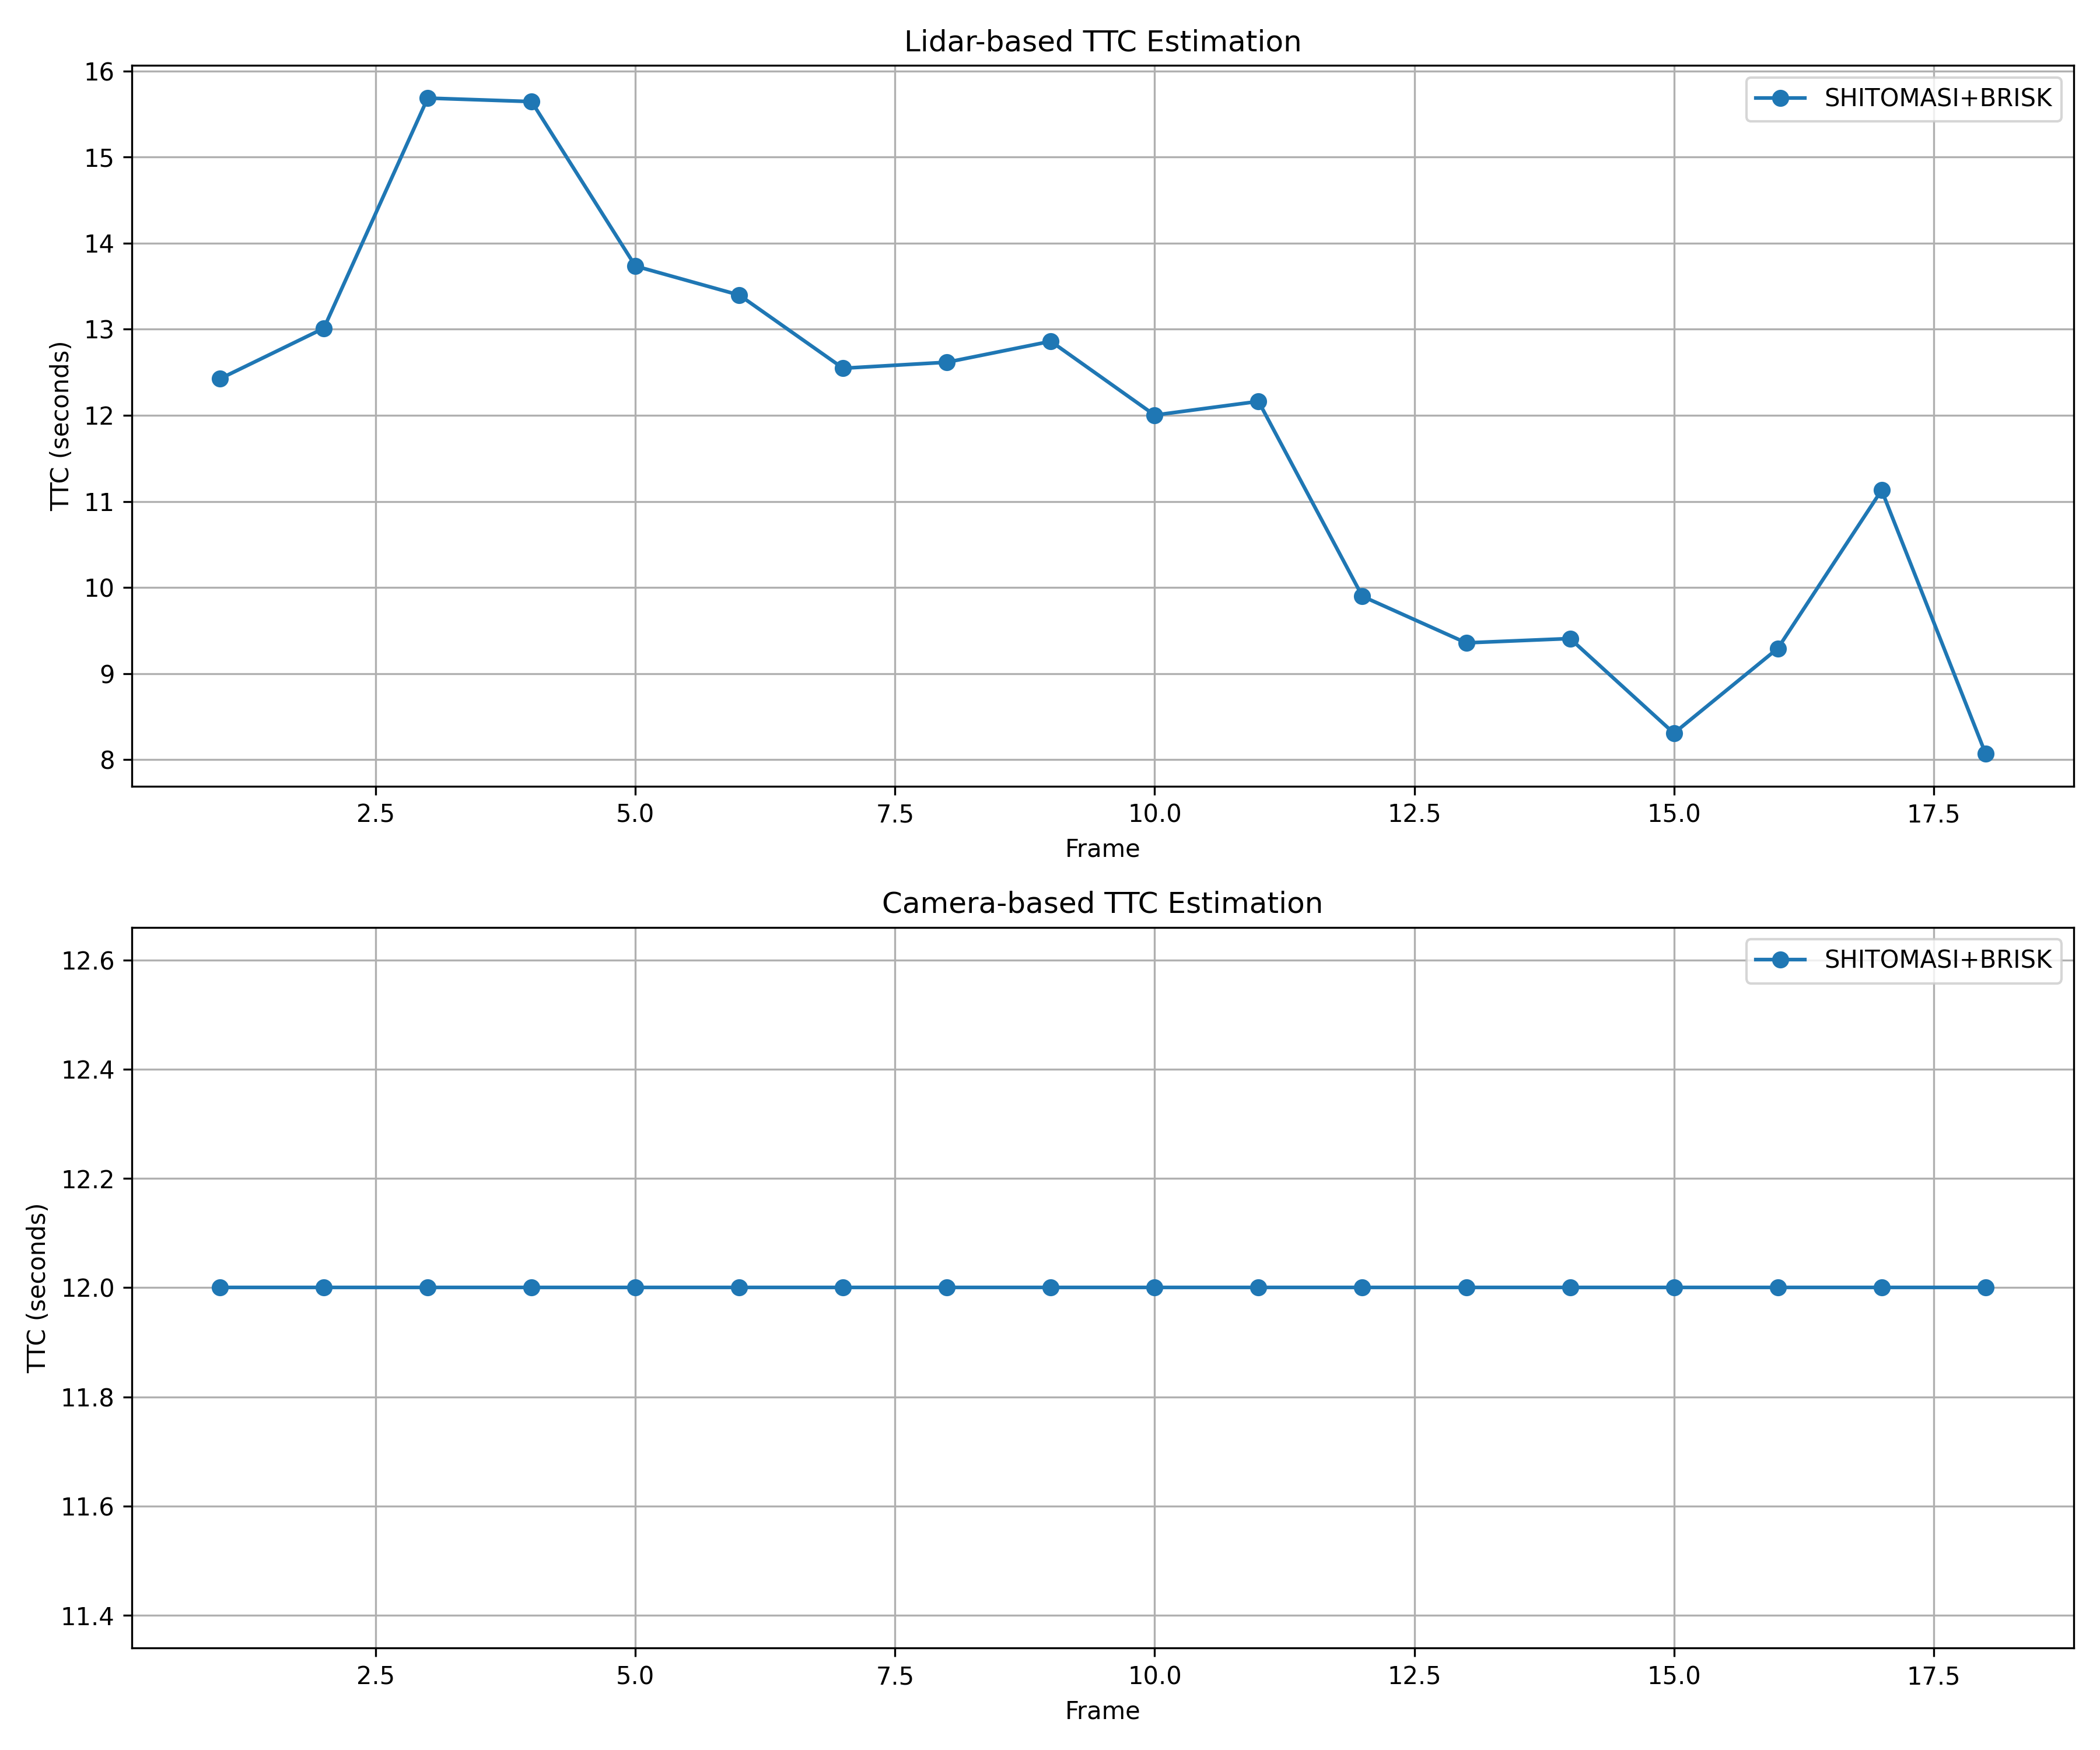 Lidar-based TTC Estimation
SHITOMASI+BRISK
TTC (seconds)
16
15
14
13
12
11
10
9
8
2.5 5.0 7.5 10.0 12.5 15.0 17.5
Frame
Camera-based TTC Estimation
SHITOMASI+BRISK
TTC (seconds)
12.6
12.4
12.2
12.0
11.8
11.6
11.4
2.5 5.0 7.5 10.0 12.5 15.0 17.5
Frame